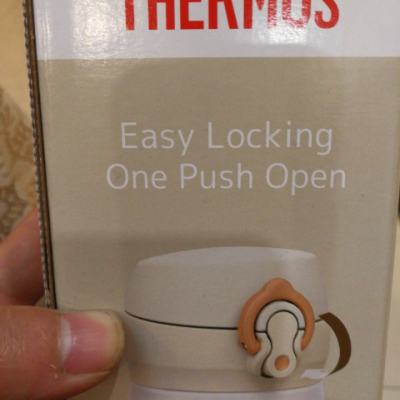 THERMOS
Easy Locking
One Push Open